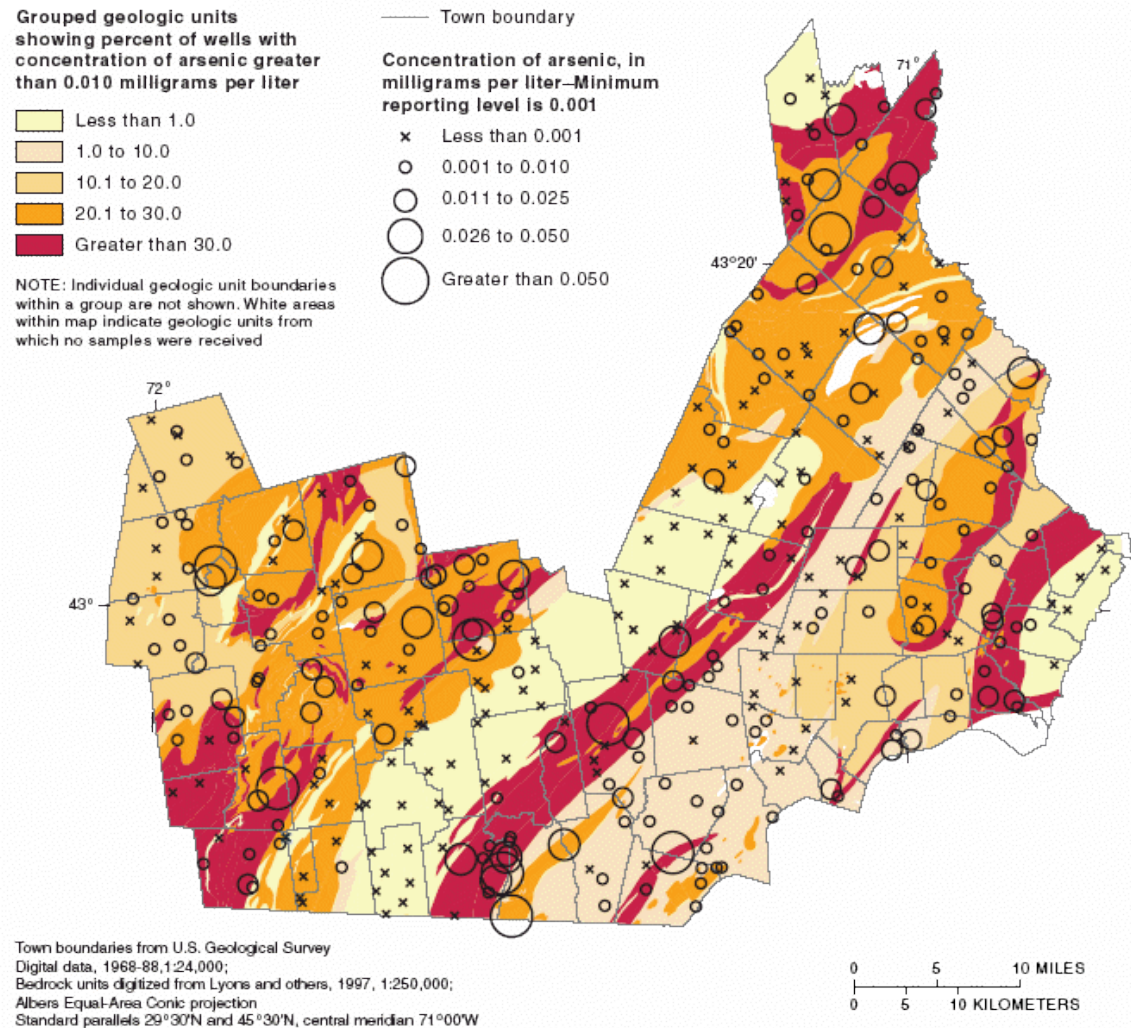 Grouped geologic units
showing percent of wells with
concentration of arsenic greater
than 0.010 milligrams per liter
Less than 1.0
1.0 to 10.0
10.1 to 20.0
20.1 to 30.0
Greater than 30.0
NOTE: Individual geologic unit boundaries
within a group are not shown. White areas
within map indicate geologic units from
which no samples were received
Town boundary
Concentration of arsenic, in
milligrams per liter—Minimum
reporting level is 0.001
Less than 0.001
0.001 to 0.010
0.011 to 0.025
0.026 to 0.050
Greater than 0.050
71°
43°20'
72°
43°
Town boundaries from U.S. Geological Survey
Digital data, 1968-88,1:24,000;
Bedrock units digitized from Lyons and others, 1997, 1:250,000;
Albers Equal-Area Conic projection
Standard parallels 29°30'N and 45°30'N, central meridian 71°00'W
0 5 10 MILES
0 5 10 KILOMETERS